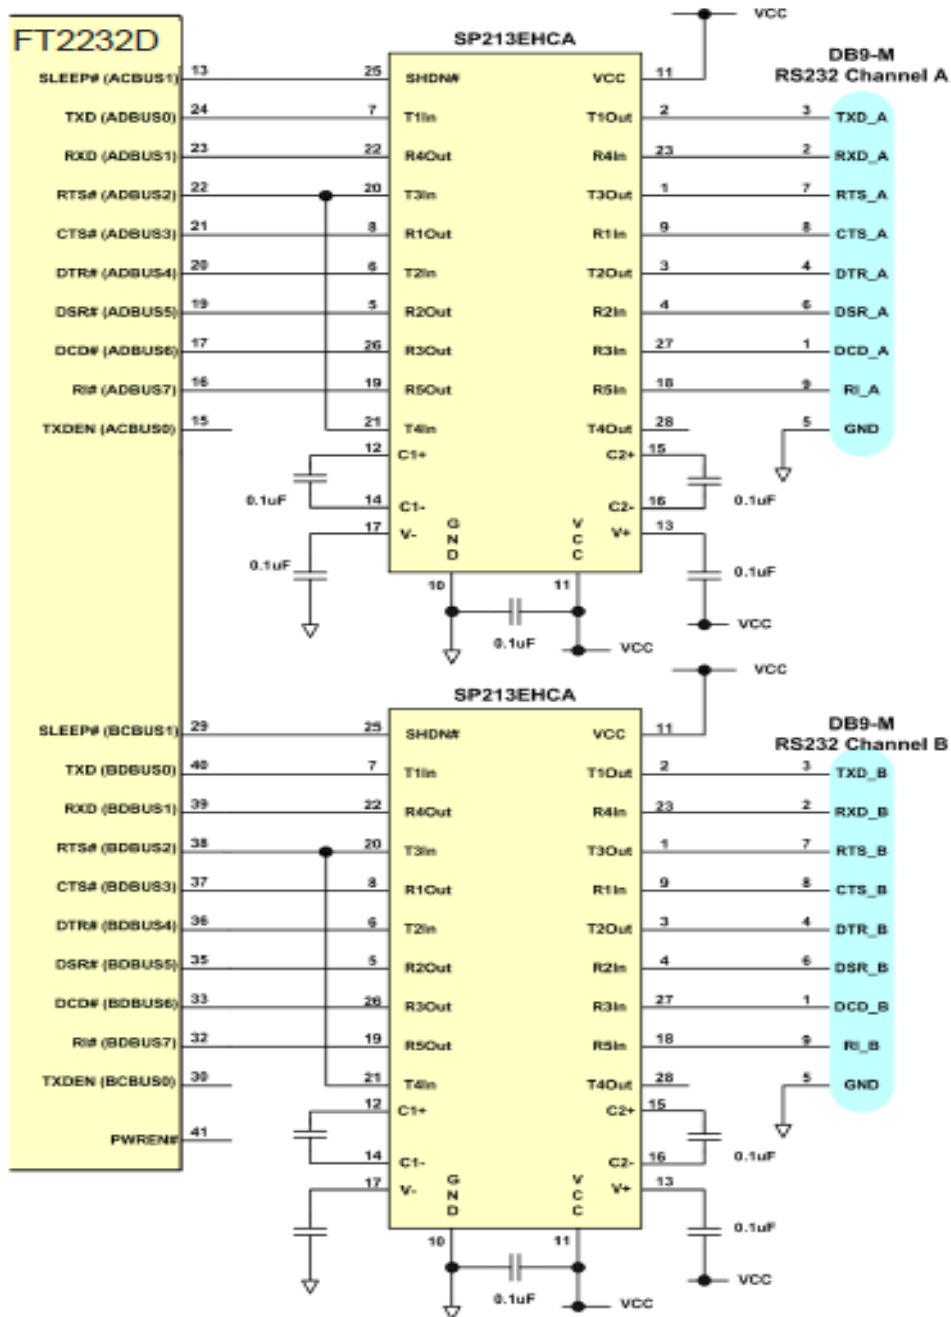 VCC
FT2232D
SP213EHCA
DB9-M
RS232 Channel A
SLEEP# (ACBUS1) 13 25 SHDN# VCC 11
TXD (ADBUS0) 24 7 T1In T1Out 2 3 TXD_A
RXD (ADBUS1) 23 22 R4Out R4In 23 2 RXD_A
RTS# (ADBUS2) 22 20 T3In T3Out 1 7 RTS_A
CTS# (ADBUS3) 21 8 R1Out R1In 9 8 CTS_A
DTR# (ADBUS4) 20 6 T2In T2Out 3 4 DTR_A
DSR# (ADBUS5) 19 5 R2Out R2In 4 6 DSR_A
DCD# (ADBUS6) 17 26 R3Out R3In 27 1 DCD_A
RI# (ADBUS7) 16 19 R5Out R5In 18 9 RI_A
TXDEN (ACBUS0) 15 21 T4In T4Out 28 5 GND
12 C1+ C2+ 15
0.1uF 0.1uF
14 C1- C2- 16
17 V- GND VCC V+ 13
0.1uF 10 11 0.1uF
0.1uF VCC VCC
VCC
SP213EHCA
DB9-M
RS232 Channel B
SLEEP# (BCBUS1) 29 25 SHDN# VCC 11
TXD (BDBUS0) 40 7 T1In T1Out 2 3 TXD_B
RXD (BDBUS1) 39 22 R4Out R4In 23 2 RXD_B
RTS# (BDBUS2) 38 20 T3In T3Out 1 7 RTS_B
CTS# (BDBUS3) 37 8 R1Out R1In 9 8 CTS_B
DTR# (BDBUS4) 36 6 T2In T2Out 3 4 DTR_B
DSR# (BDBUS5) 35 5 R2Out R2In 4 6 DSR_B
DCD# (BDBUS6) 33 26 R3Out R3In 27 1 DCD_B
RI# (BDBUS7) 32 19 R5Out R5In 18 9 RI_B
TXDEN (BCBUS0) 30 21 T4In T4Out 28 5 GND
12 C1+ C2+ 15
PWREN# 41 0.1uF
14 C1- C2- 16
17 V- GND VCC V+ 13
10 11 0.1uF
0.1uF VCC VCC